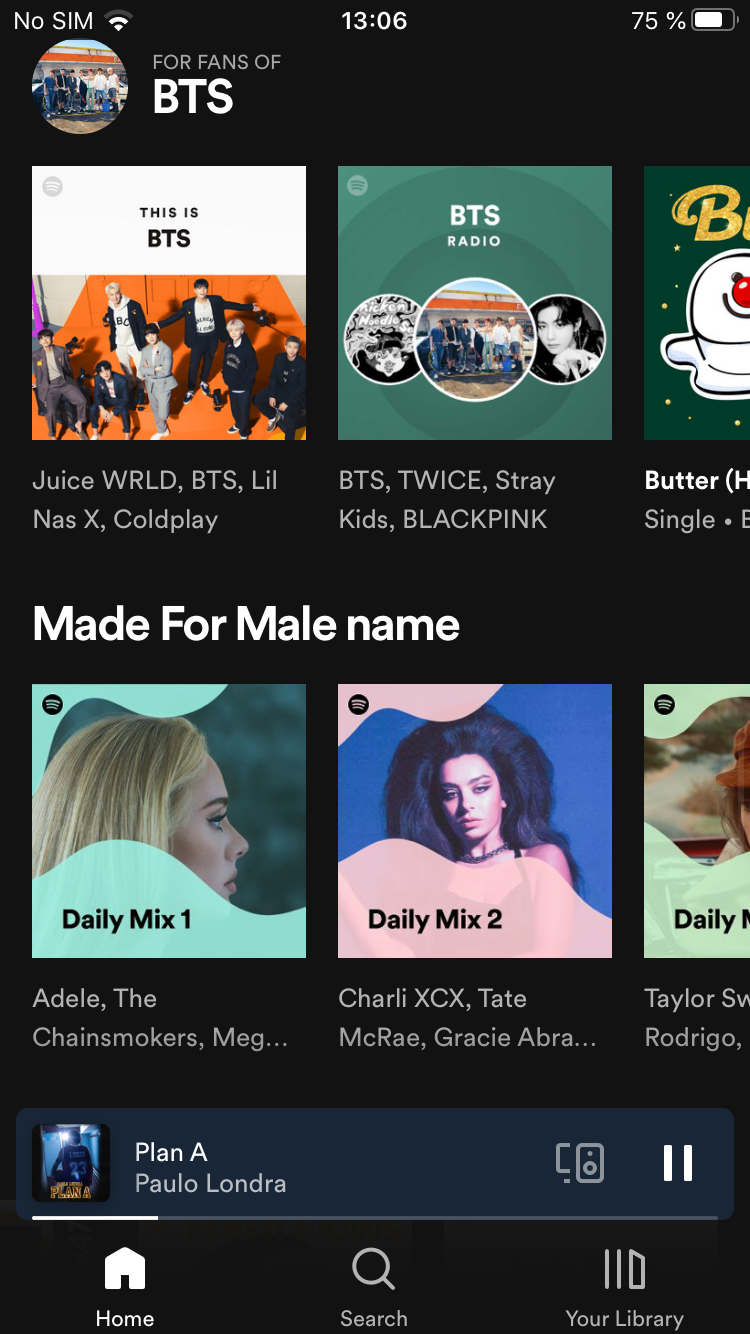 No SIM 13:06 75 %
FOR FANS OF
BTS
THIS IS
BTS
BTS
RADIO
Chicken
Noodle
Juice WRLD, BTS, Lil
Nas X, Coldplay
BTS, TWICE, Stray
Kids, BLACKPINK
Butter (H
Single • B
Made For Male name
Daily Mix 1
Daily Mix 2
Daily M
Adele, The
Chainsmokers, Meg...
Charli XCX, Tate
McRae, Gracie Abra...
Taylor Sw
Rodrigo,
23
PLAN A
Plan A
Paulo Londra
Home
Search
Your Library